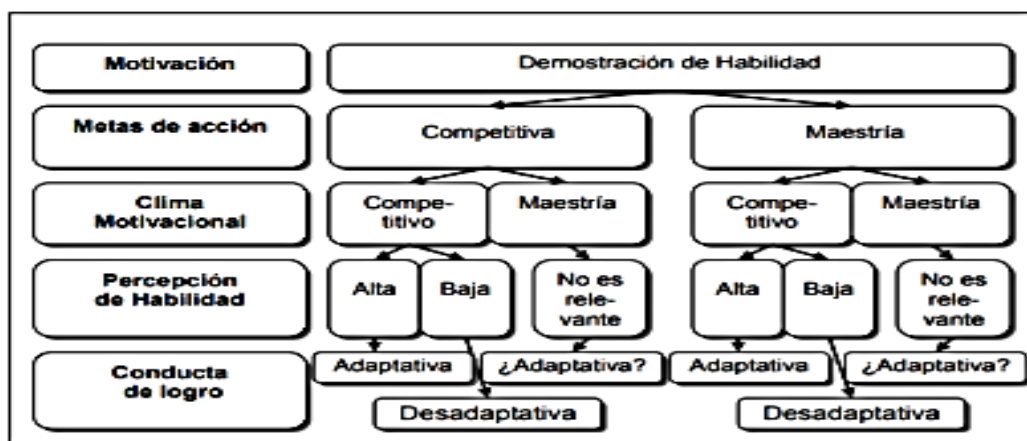 Motivación
Demostración de Habilidad
Metas de acción
Competitiva
Maestría
Clima
Motivacional
Compe-
titivo
Maestría
Compe-
titivo
Maestría
Percepción
de Habilidad
Alta
Baja
No es
rele-
vante
Alta
Baja
No es
rele-
vante
Conducta
de logro
Adaptativa
¿Adaptativa?
Adaptativa
¿Adaptativa?
Desadaptativa
Desadaptativa